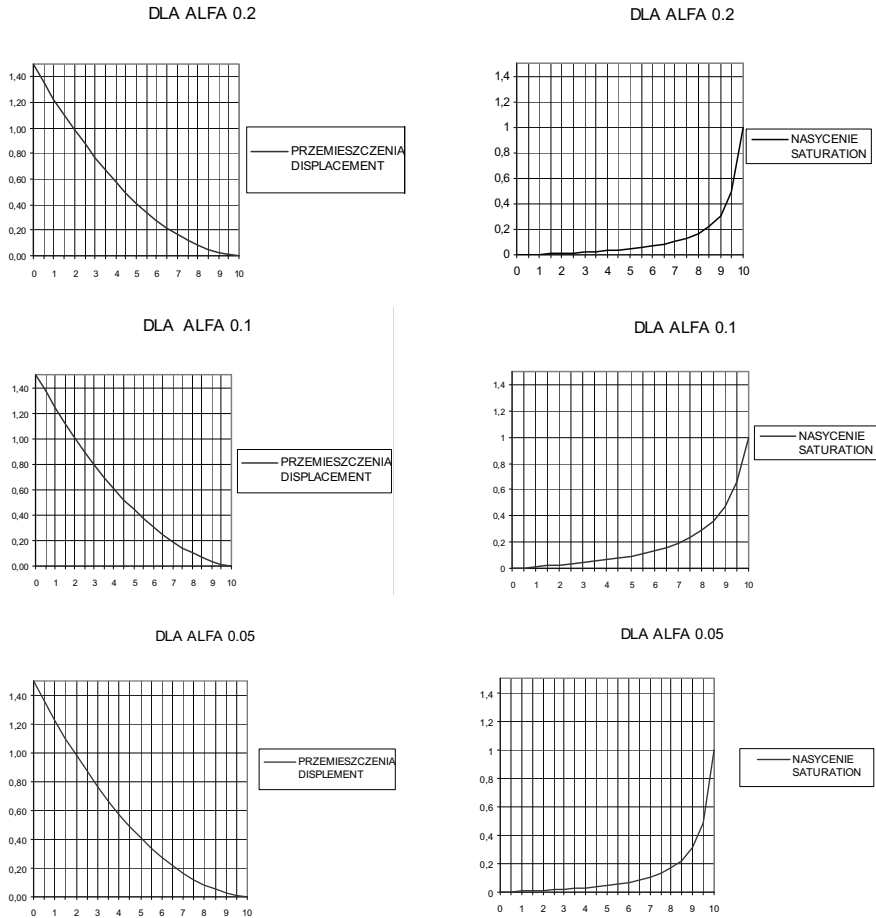 DLA ALFA 0.2
1,40
1,20
1,00
0,80
0,60
0,40
0,20
0,00
0 1 2 3 4 5 6 7 8 9 10
PRZEMIESZCZENIA
DISPLACEMENT
DLA ALFA 0.2
1,4
1,2
1
0,8
0,6
0,4
0,2
0
0 1 2 3 4 5 6 7 8 9 10
NASYCENIE
SATURATION
DLA ALFA 0.1
1,40
1,20
1,00
0,80
0,60
0,40
0,20
0,00
0 1 2 3 4 5 6 7 8 9 10
PRZEMIESZCZENIA
DISPLACEMENT
DLA ALFA 0.1
1,4
1,2
1
0,8
0,6
0,4
0,2
0
0 1 2 3 4 5 6 7 8 9 10
NASYCENIE
SATURATION
DLA ALFA 0.05
1,40
1,20
1,00
0,80
0,60
0,40
0,20
0,00
0 1 2 3 4 5 6 7 8 9 10
PRZEMIESZCZENIA
DISPLEMENT
DLA ALFA 0.05
1,4
1,2
1
0,8
0,6
0,4
0,2
0
0 1 2 3 4 5 6 7 8 9 10
NASYCENIE
SATURATION